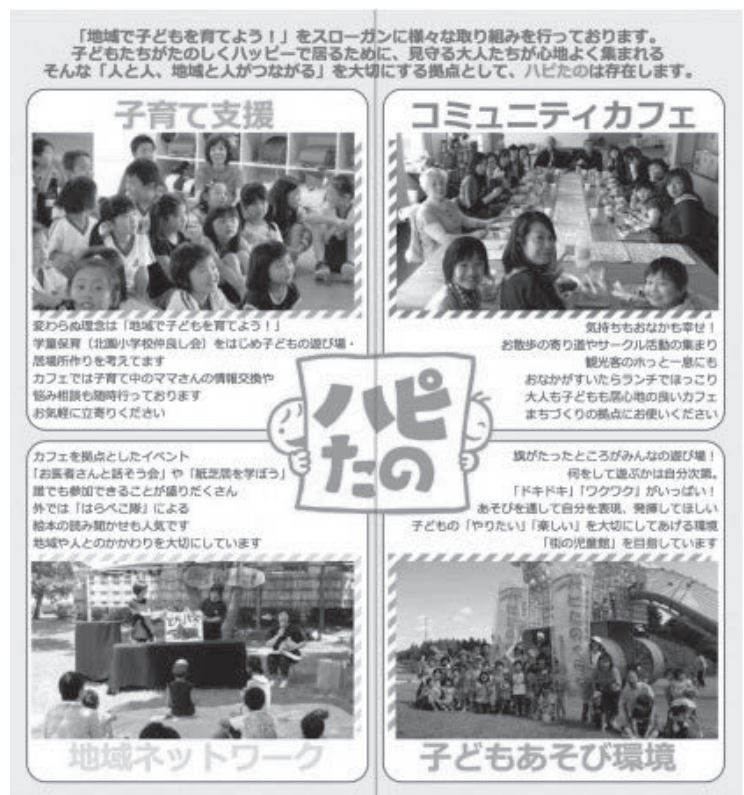 「地域で子どもを育てよう！」をスローガンに様々な取り組みを行っております。
子どもたちがたのしくハッピーで居るために、見守る大人たちが心地よく集まれる
そんな「人と人、地域と人がつながる」を大切にする拠点として、ハピたのは存在します。
子育て支援
変わらぬ理念は「地域で子どもを育てよう！」
学童保育（北園小学校仲良し会）をはじめ子どもの遊び場・
居場所作りを考えてます
カフェでは子育て中のママさんの情報交換や
悩み相談も随時行っております
お気軽に立寄りください
コミュニティカフェ
気持ちもおなかも幸せ！
お散歩の寄り道やサークル活動の集まり
観光客のホっと一息にも
おなかがすいたらランチでほっこり
大人も子どもも居心地の良いカフェ
まちづくりの拠点にお使いください
ハピ
たの
カフェを拠点としたイベント
「お医者さんと話そう会」や「紙芝居を学ぼう」
誰でも参加できることが盛りだくさん
外では「はらぺこ隊」による
絵本の読み聞かせも人気です
地域や人とのかかわりを大切にしています
地域ネットワーク
旗がたったところがみんなの遊び場！
何をして遊ぶかは自分次第。
「ドキドキ」「ワクワク」がいっぱい！
あそびを通して自分を表現、発揮してほしい
子どもの「やりたい」「楽しい」を大切にしてあげる環境
「街の児童館」を目指しています
子どもあそび環境